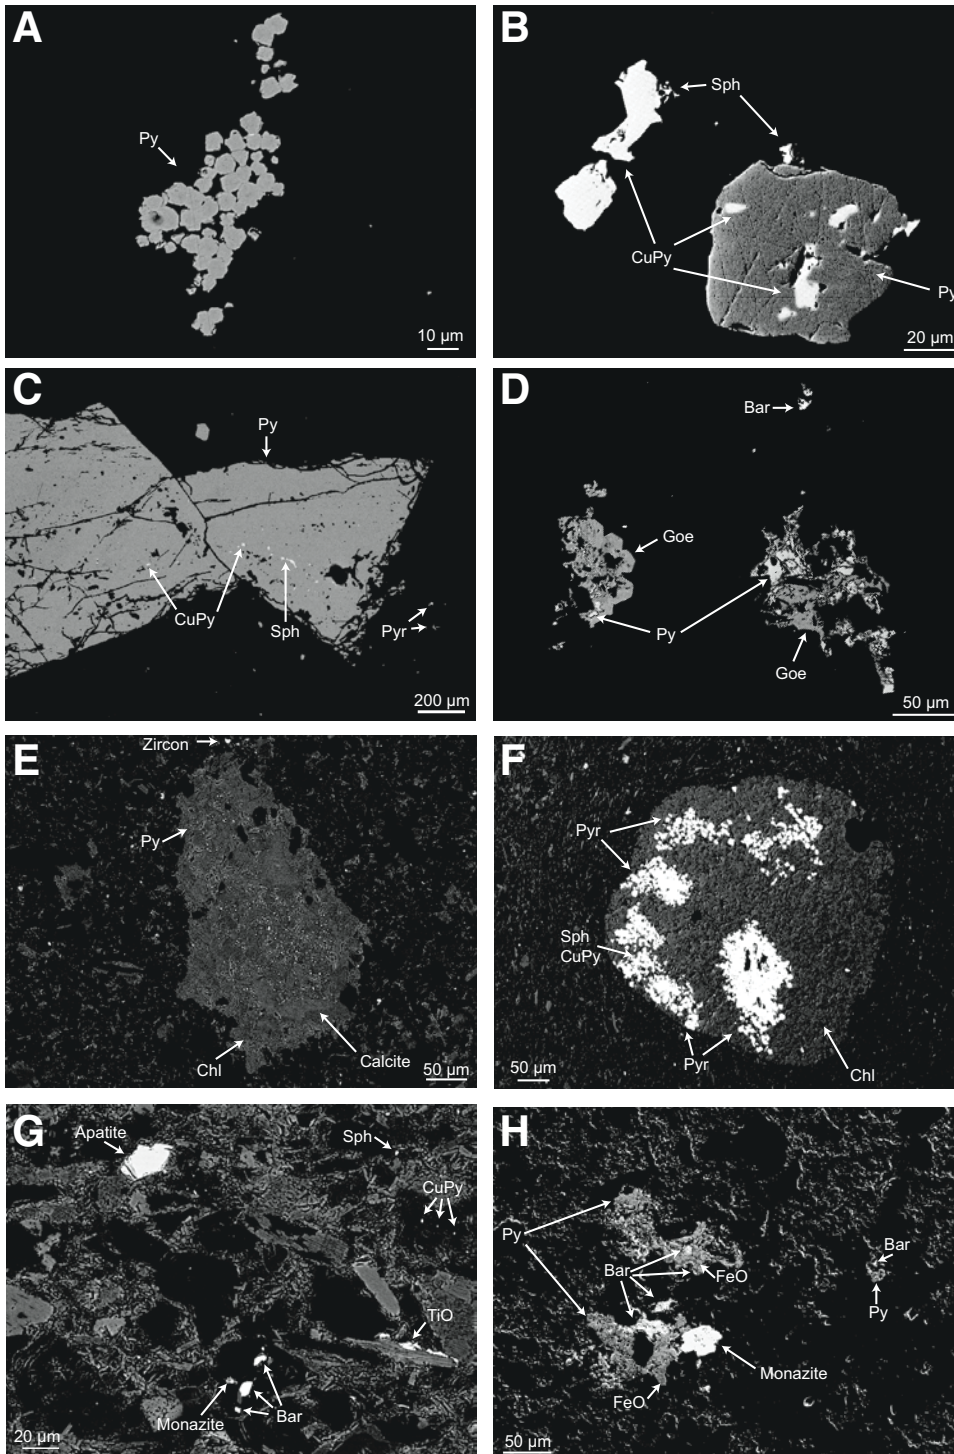 A
Py
10 µm
B
Sph
CuPy
Py
20 µm
C
Py
CuPy
Sph
Pyr
200 µm
D
Bar
Goe
Py
Goe
50 µm
E
Zircon
Py
Chl
Calcite
50 µm
F
Pyr
Sph
CuPy
Pyr
Chl
50 µm
G
Apatite
Sph
CuPy
TiO
Monazite
Bar
20 µm
H
Py
Bar
FeO
Bar
Py
Monazite
FeO
50 µm